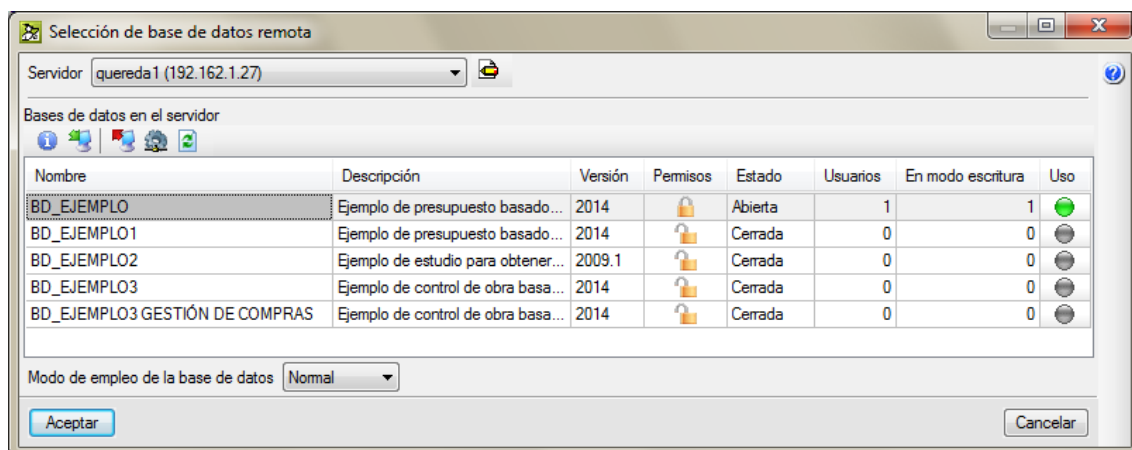 Selección de base de datos remota
Servidor quereda1 (192.162.1.27)
Bases de datos en el servidor
Nombre Descripción Versión Permisos Estado Usuarios En modo escritura Uso
BD_EJEMPLO Ejemplo de presupuesto basado... 2014 Abierta 1 1
BD_EJEMPLO1 Ejemplo de presupuesto basado... 2014 Cerrada 0 0
BD_EJEMPLO2 Ejemplo de estudio para obtener... 2009.1 Cerrada 0 0
BD_EJEMPLO3 Ejemplo de control de obra basa... 2014 Cerrada 0 0
BD_EJEMPLO3 GESTIÓN DE COMPRAS Ejemplo de control de obra basa... 2014 Cerrada 0 0
Modo de empleo de la base de datos Normal
Aceptar Cancelar